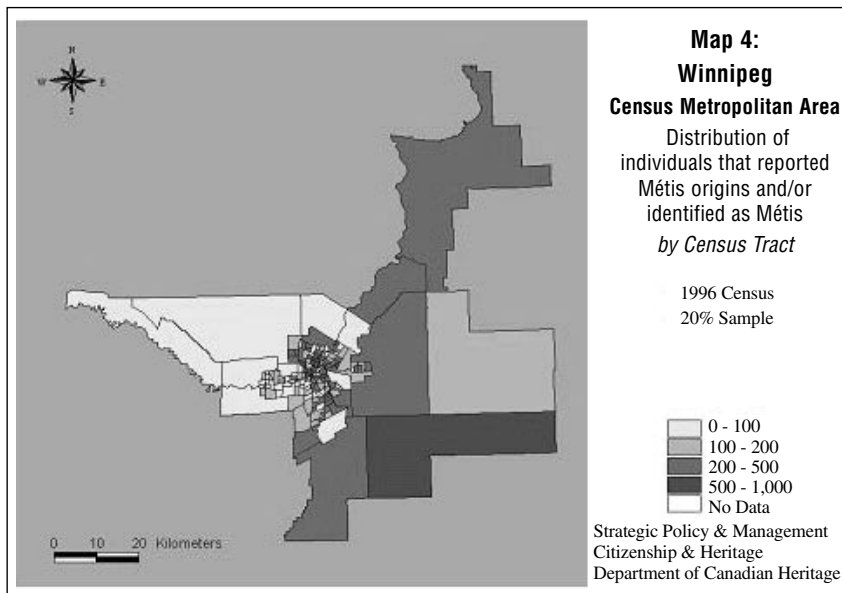 N
W E
S
0 10 20 Kilometers
Map 4:
Winnipeg
Census Metropolitan Area
Distribution of
individuals that reported
Métis origins and/or
identified as Métis
by Census Tract
1996 Census
20% Sample
0 - 100
100 - 200
200 - 500
500 - 1,000
No Data
Strategic Policy & Management
Citizenship & Heritage
Department of Canadian Heritage